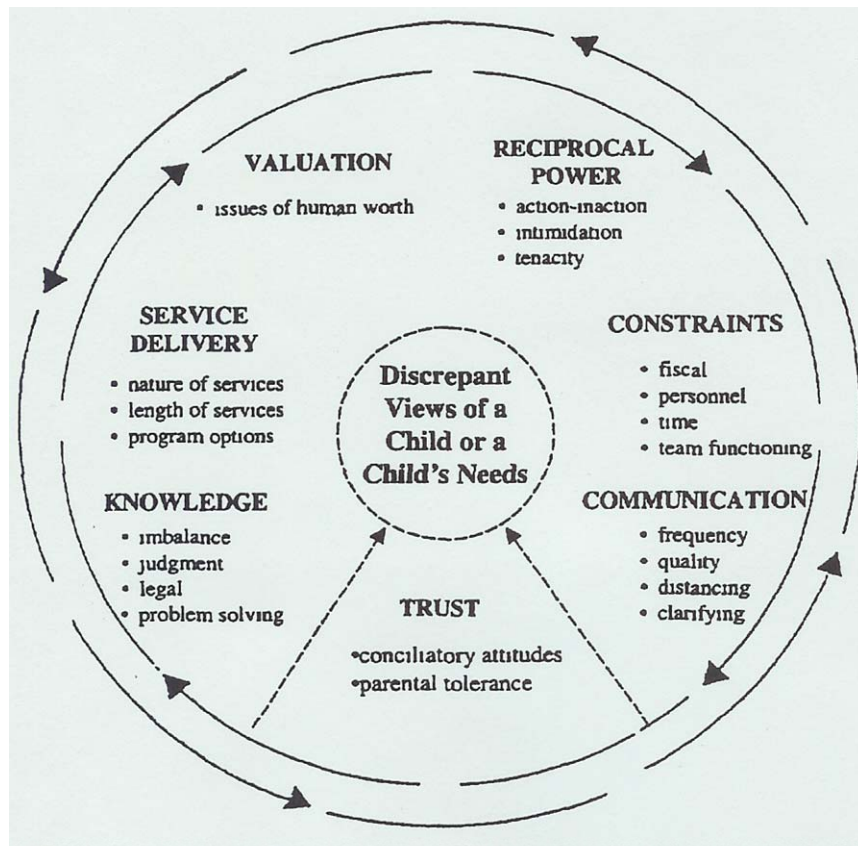 VALUATION
• issues of human worth
RECIPROCAL
POWER
• action-inaction
• intimidation
• tenacity
SERVICE
DELIVERY
• nature of services
• length of services
• program options
CONSTRAINTS
• fiscal
• personnel
• time
• team functioning
Discrepant
Views of a
Child or a
Child's Needs
KNOWLEDGE
• imbalance
• judgment
• legal
• problem solving
COMMUNICATION
• frequency
• quality
• distancing
• clarifying
TRUST
•conciliatory attitudes
•parental tolerance